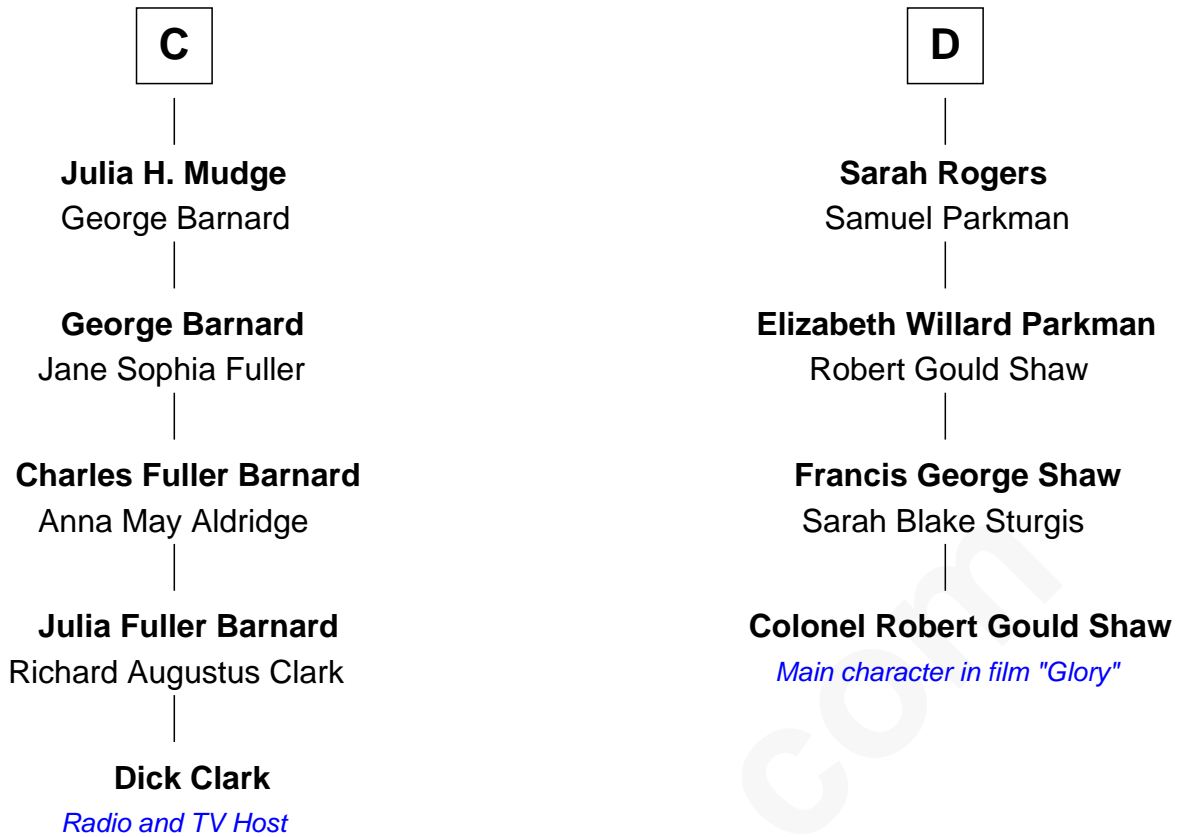 C
Julia H. Mudge
George Barnard
George Barnard
Jane Sophia Fuller
Charles Fuller Barnard
Anna May Aldridge
Julia Fuller Barnard
Richard Augustus Clark
Dick Clark
Radio and TV Host
D
Sarah Rogers
Samuel Parkman
Elizabeth Willard Parkman
Robert Gould Shaw
Francis George Shaw
Sarah Blake Sturgis
Colonel Robert Gould Shaw
Main character in film "Glory"
com